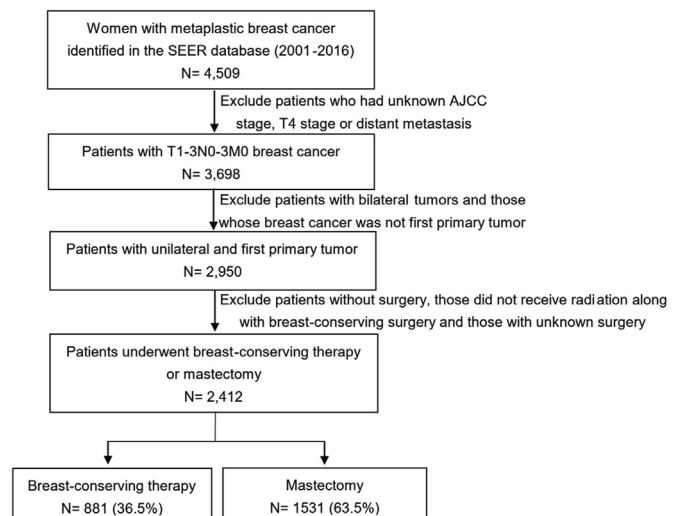 Women with metaplastic breast cancer
identified in the SEER database (2001-2016)
N= 4,509
Exclude patients who had unknown AJCC
stage, T4 stage or distant metastasis
Patients with T1-3N0-3M0 breast cancer
N= 3,698
Exclude patients with bilateral tumors and those
whose breast cancer was not first primary tumor
Patients with unilateral and first primary tumor
N= 2,950
Exclude patients without surgery, those did not receive radiation along
with breast-conserving surgery and those with unknown surgery
Patients underwent breast-conserving therapy
or mastectomy
N= 2,412
Breast-conserving therapy
N= 881 (36.5%)
Mastectomy
N= 1531 (63.5%)